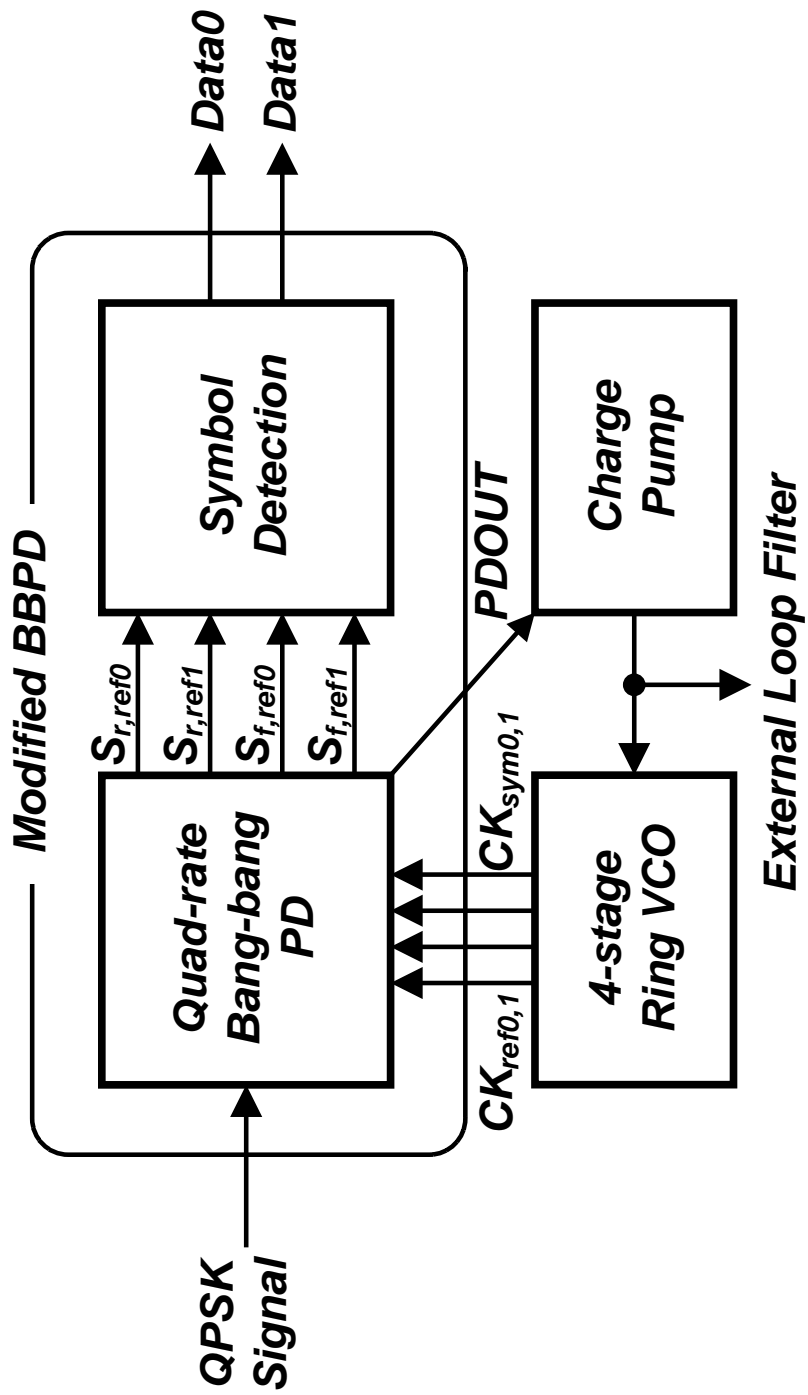 Modified BBPD
QPSK
Signal
Quad-rate
Bang-bang
PD
S_r,ref0
S_r,ref1
S_f,ref0
S_f,ref1
Symbol
Detection
Data0
Data1
CK_ref0,1
CK_sym0,1
PDOUT
4-stage
Ring VCO
Charge
Pump
External Loop Filter